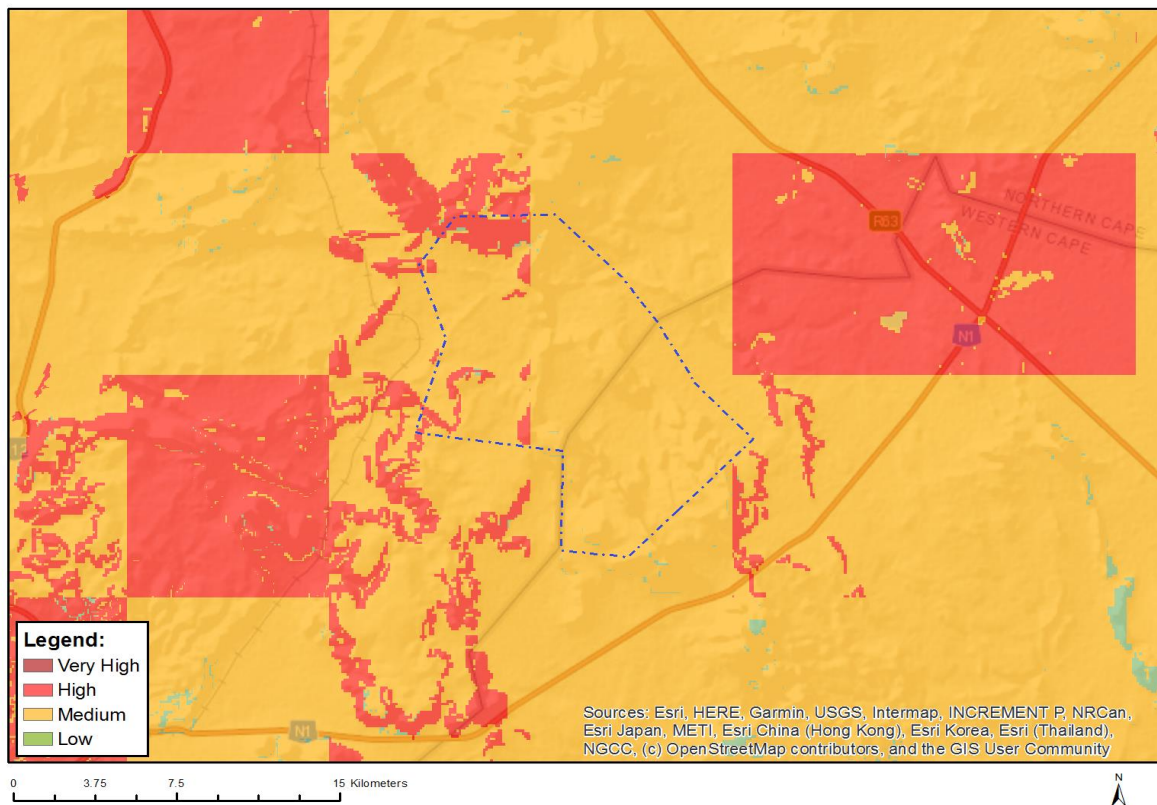 R63
NORTHERN CAPE
WESTERN CAPE
N1
Legend:
Very High
High
Medium
Low
N1
Sources: Esri, HERE, Garmin, USGS, Intermap, INCREMENT P, NRCan,
Esri Japan, METI, Esri China (Hong Kong), Esri Korea, Esri (Thailand),
NGCC, (c) OpenStreetMap contributors, and the GIS User Community
0 3.75 7.5 15 Kilometers
N